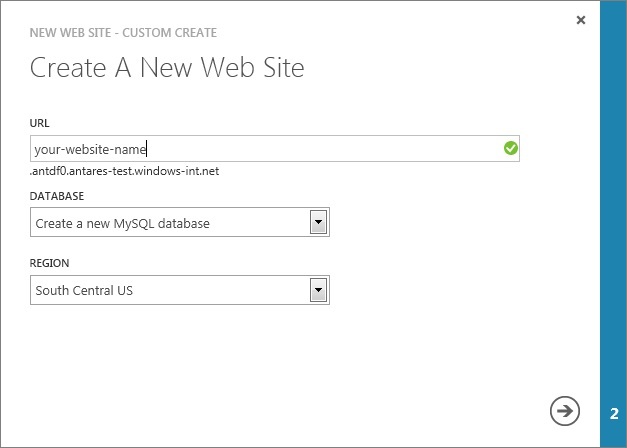 NEW WEB SITE - CUSTOM CREATE
Create A New Web Site
URL
your-website-name
.antdf0.antares-test.windows-int.net
DATABASE
Create a new MySQL database
REGION
South Central US
2